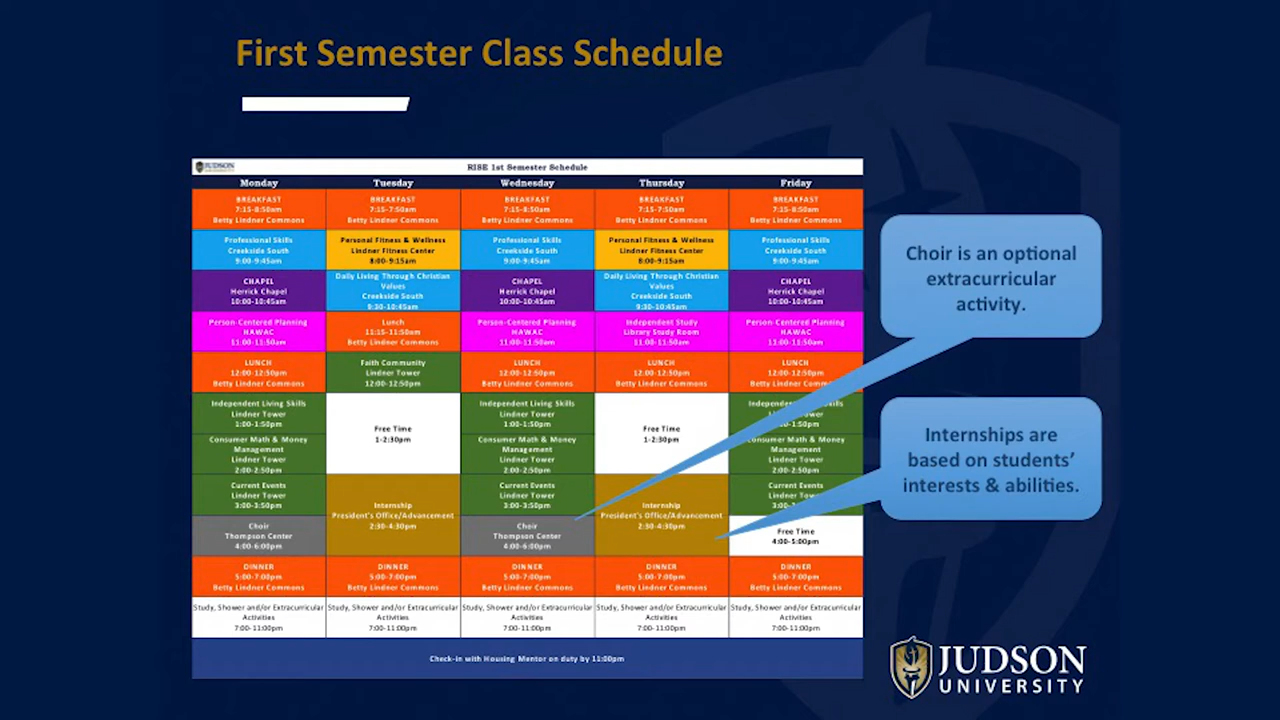 First Semester Class Schedule
JUDSON
RISE 1st Semester Schedule
Monday Tuesday Wednesday Thursday Friday
BREAKFAST
7:15-8:50am
Betty Lindner Commons
BREAKFAST
7:15-7:50am
Betty Lindner Commons
BREAKFAST
7:15-8:50am
Betty Lindner Commons
BREAKFAST
7:15-7:50am
Betty Lindner Commons
BREAKFAST
7:15-8:50am
Betty Lindner Commons
Professional Skills
Creekside South
9:00-9:45am
Personal Fitness & Wellness
Lindner Fitness Center
8:00-9:15am
Professional Skills
Creekside South
9:00-9:45am
Personal Fitness & Wellness
Lindner Fitness Center
8:00-9:15am
Professional Skills
Creekside South
9:00-9:45am
CHAPEL
Herrick Chapel
10:00-10:45am
Daily Living Through Christian
Values
Creekside South
9:30-10:45am
CHAPEL
Herrick Chapel
10:00-10:45am
Daily Living Through Christian
Values
Creekside South
9:30-10:45am
CHAPEL
Herrick Chapel
10:00-10:45am
Person-Centered Planning
HAWAC
11:00-11:50am
Lunch
11:15-11:50am
Betty Lindner Commons
Person-Centered Planning
HAWAC
11:00-11:50am
Independent Study
Library Study Room
11:00-11:50am
Person-Centered Planning
HAWAC
11:00-11:50am
LUNCH
12:00-12:50pm
Betty Lindner Commons
Faith Community
Lindner Tower
12:00-12:50pm
LUNCH
12:00-12:50pm
Betty Lindner Commons
LUNCH
12:00-12:50pm
Betty Lindner Commons
LUNCH
12:00-12:50pm
Betty Lindner
Independent Living Skills
Lindner Tower
1:00-1:50pm
Free Time
1-2:30pm
Independent Living Skills
Lindner Tower
1:00-1:50pm
Free Time
1-2:30pm
Independent Living Skills
Lindner Tower
Consumer Math & Money
Management
Lindner Tower
2:00-2:50pm
Consumer Math & Money
Management
Lindner Tower
2:00-2:50pm
Consumer Math & Money
Management
Lindner Tower
2:00-2:50pm
Current Events
Lindner Tower
3:00-3:50pm
Internship
President's Office/Advancement
2:30-4:30pm
Current Events
Lindner Tower
3:00-3:50pm
Internship
President's Office/Advancement
2:30-4:30pm
Current Events
Lindner Tower
Choir
Thompson Center
4:00-6:00pm
Choir
Thompson Center
4:00-6:00pm
Free Time
4:00-5:00pm
DINNER
5:00-7:00pm
Betty Lindner Commons
DINNER
5:00-7:00pm
Betty Lindner Commons
DINNER
5:00-7:00pm
Betty Lindner Commons
DINNER
5:00-7:00pm
Betty Lindner Commons
DINNER
5:00-7:00pm
Betty Lindner Commons
Study, Shower and/or Extracurricular
Activities
7:00-11:00pm
Study, Shower and/or Extracurricular
Activities
7:00-11:00pm
Study, Shower and/or Extracurricular
Activities
7:00-11:00pm
Study, Shower and/or Extracurricular
Activities
7:00-11:00pm
Study, Shower and/or Extracurricular
Activities
7:00-11:00pm
Check-in with Housing Mentor on duty by 11:00pm
Choir is an optional
extracurricular
activity.
Internships are
based on students’
interests & abilities.
JUDSON
UNIVERSITY